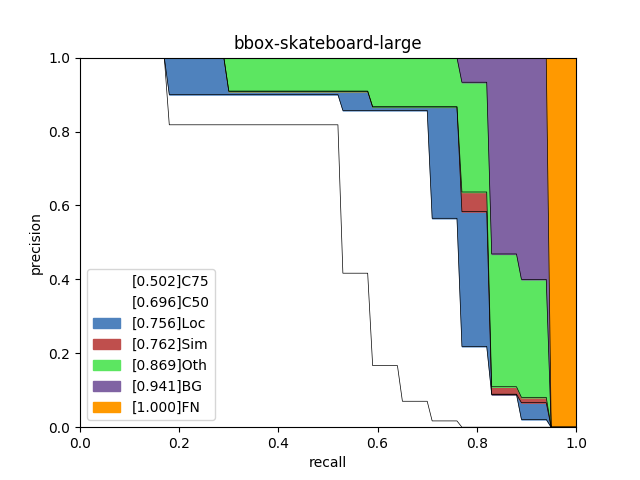 bbox-skateboard-large
1.0
0.8
0.6
0.4
0.2
0.0
precision
[0.502]C75
[0.696]C50
[0.756]Loc
[0.762]Sim
[0.869]Oth
[0.941]BG
[1.000]FN
0.0 0.2 0.4 0.6 0.8 1.0
recall